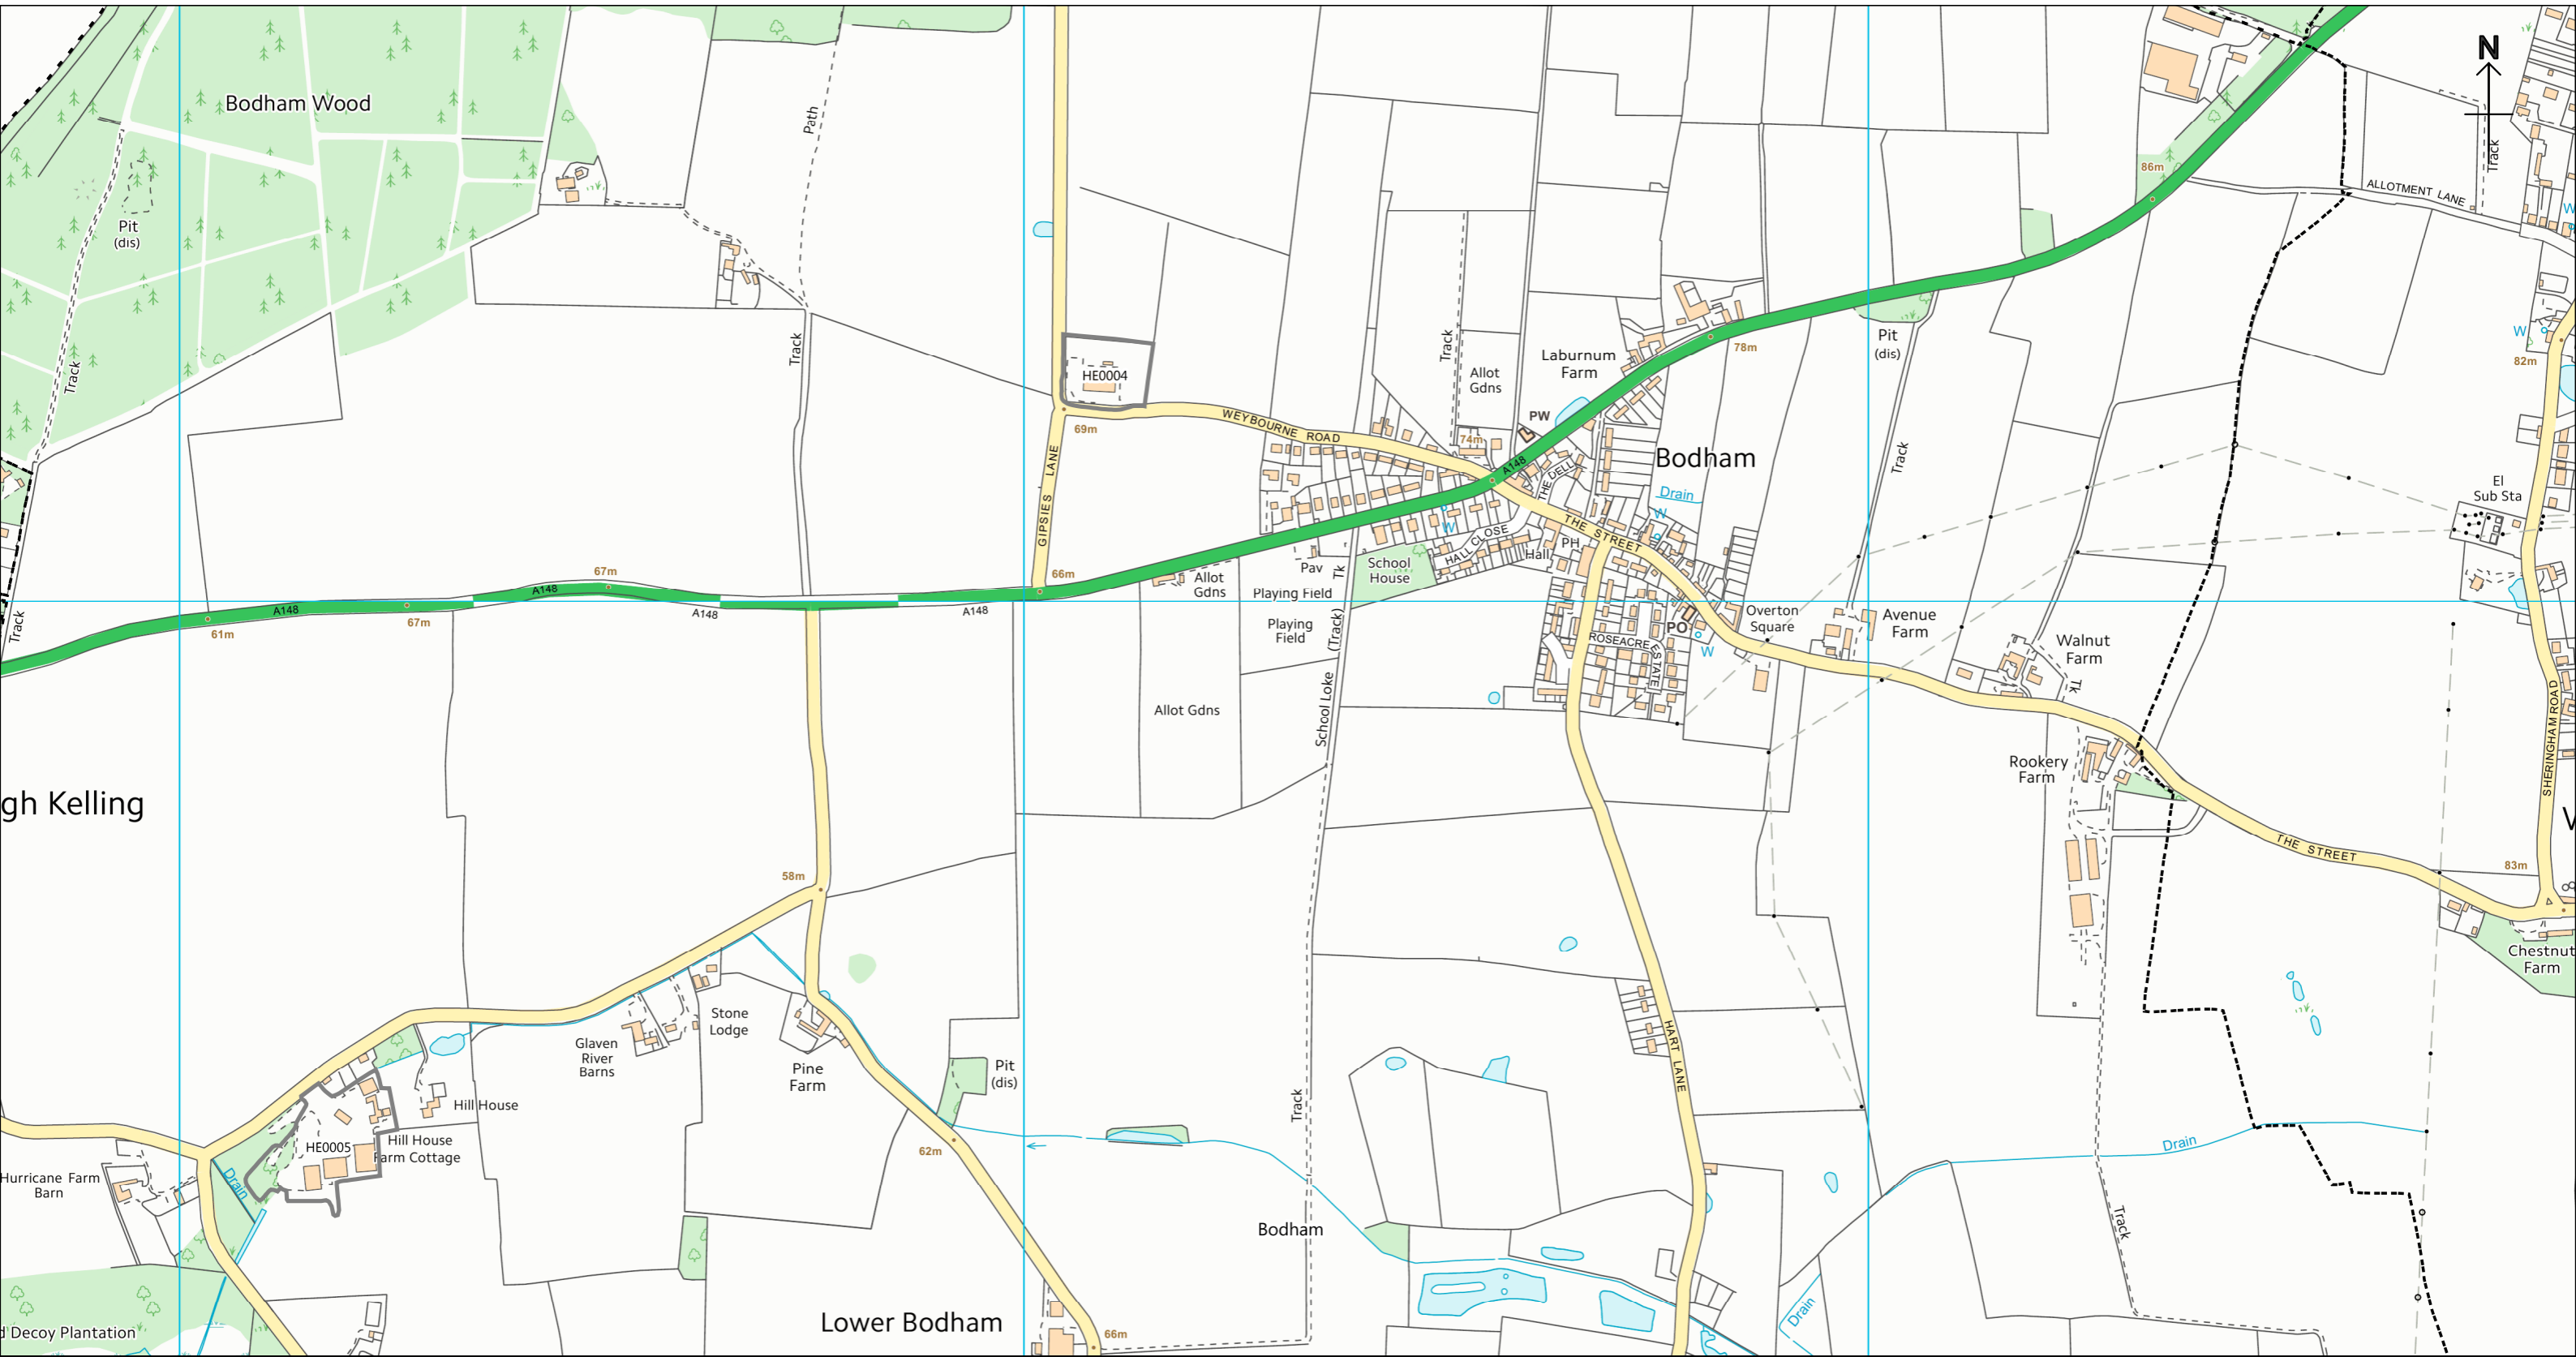 N
Bodham Wood
Path
Pit
(dis)
Track
Track
ALLOTMENT LANE
86m
W
Track
Track
Laburnum
Farm
Allot
Gdns
78m
Pit
(dis)
W
82m
HE0004
69m
WEYBOURNE ROAD
PW
74m
A148
THE DELL
Bodham
Drain
W
Track
El
Sub Sta
GIPSIES LANE
W
HALL CLOSE
Hall
PH
THE STREET
School
House
Pav
Tk
Allot
Gdns
Playing Field
Playing
Field
(Track)
School Loke
Allot Gdns
66m
67m
A148
A148
A148
A148
67m
61m
Track
ROSEACRE
ESTATE
PO
W
Overton
Square
Avenue
Farm
Walnut
Farm
Tk
SHERINGHAM ROAD
Rookery
Farm
THE STREET
83m
Chestnut
Farm
gh Kelling
58m
Stone
Lodge
Glaven
River
Barns
Pine
Farm
Pit
(dis)
Hill House
HE0005
Hill House
Farm Cottage
Hurricane Farm
Barn
Drain
62m
Track
HART LANE
Drain
Track
Bodham
Drain
d Decoy Plantation
Lower Bodham
66m